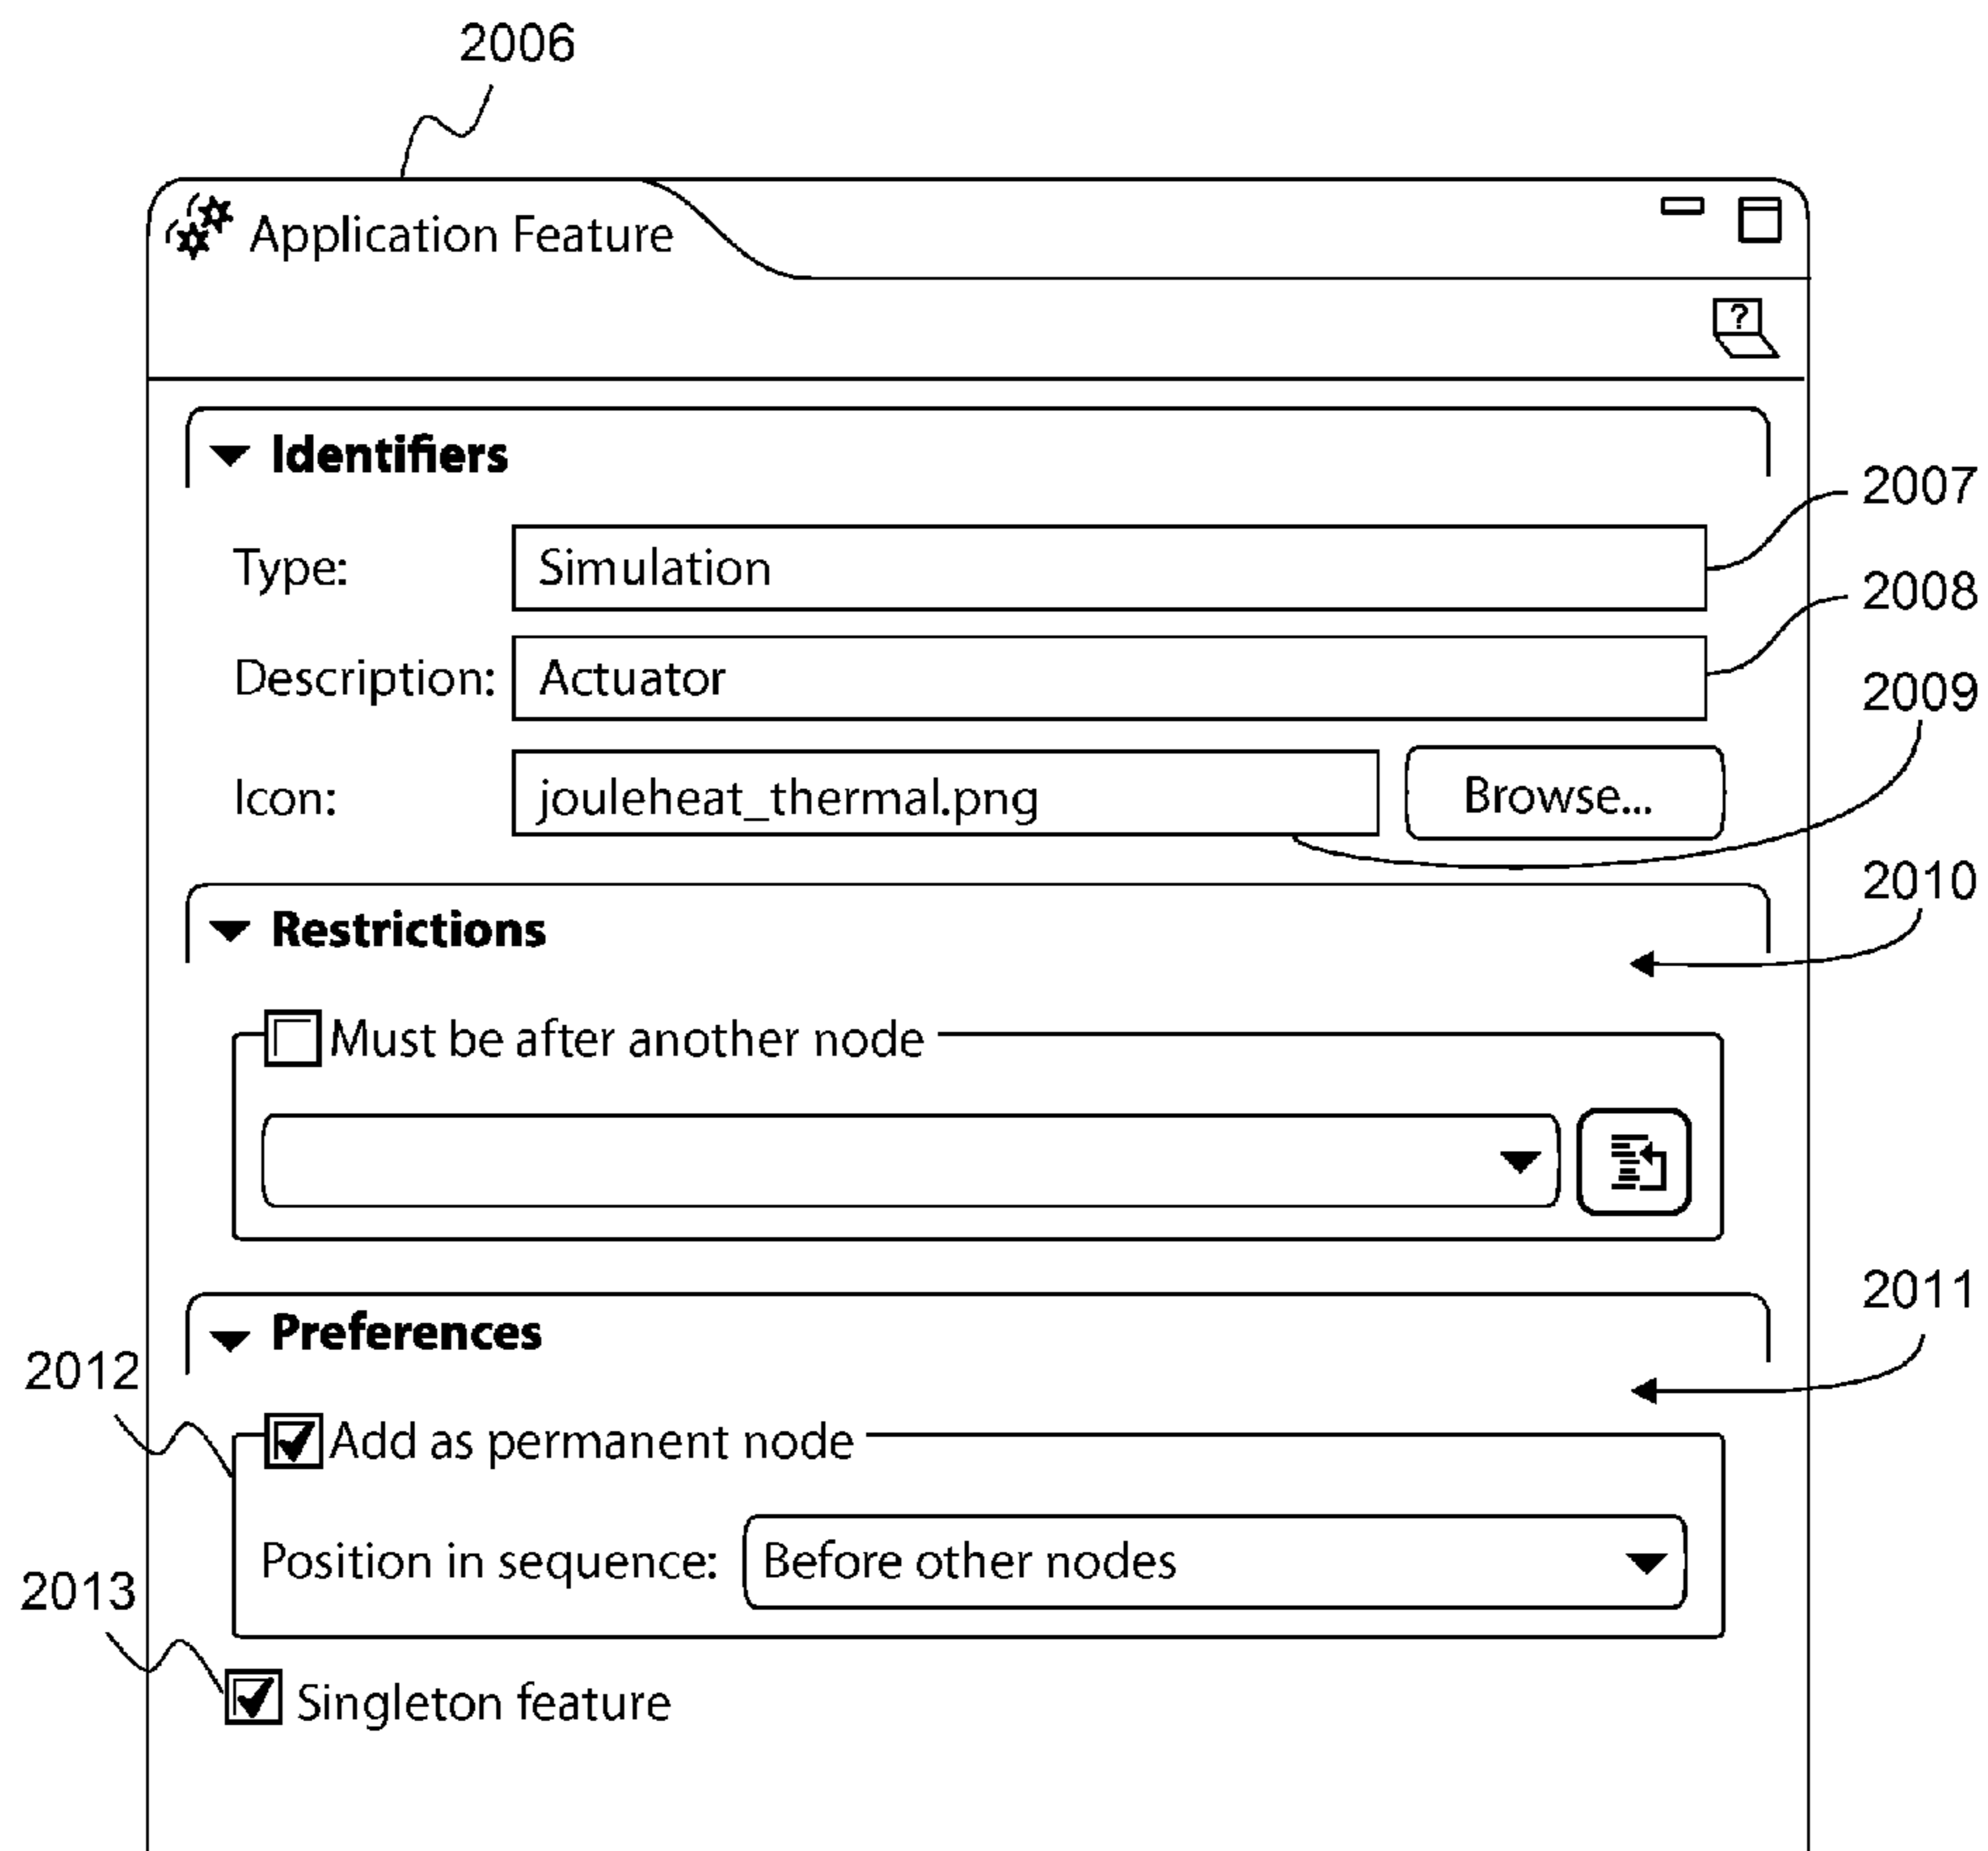 2006
Application Feature
?
Identifiers
2007
Type: Simulation
2008
Description: Actuator
2009
Icon: jouleheat_thermal.png Browse...
2010
Restrictions
Must be after another node
2011
Preferences
2012
Add as permanent node
Position in sequence: Before other nodes
2013
Singleton feature